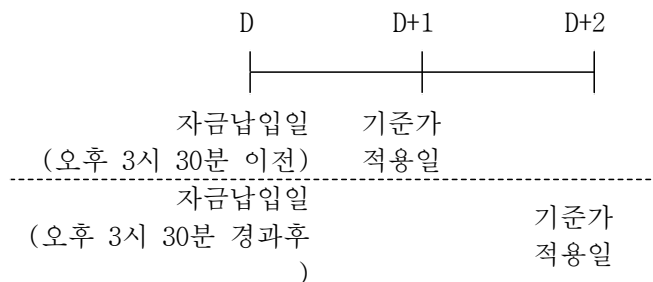 D D+1 D+2
자금납입일 기준가
(오후 3시 30분 이전) 적용일
자금납입일
(오후 3시 30분 경과후
)
기준가
적용일